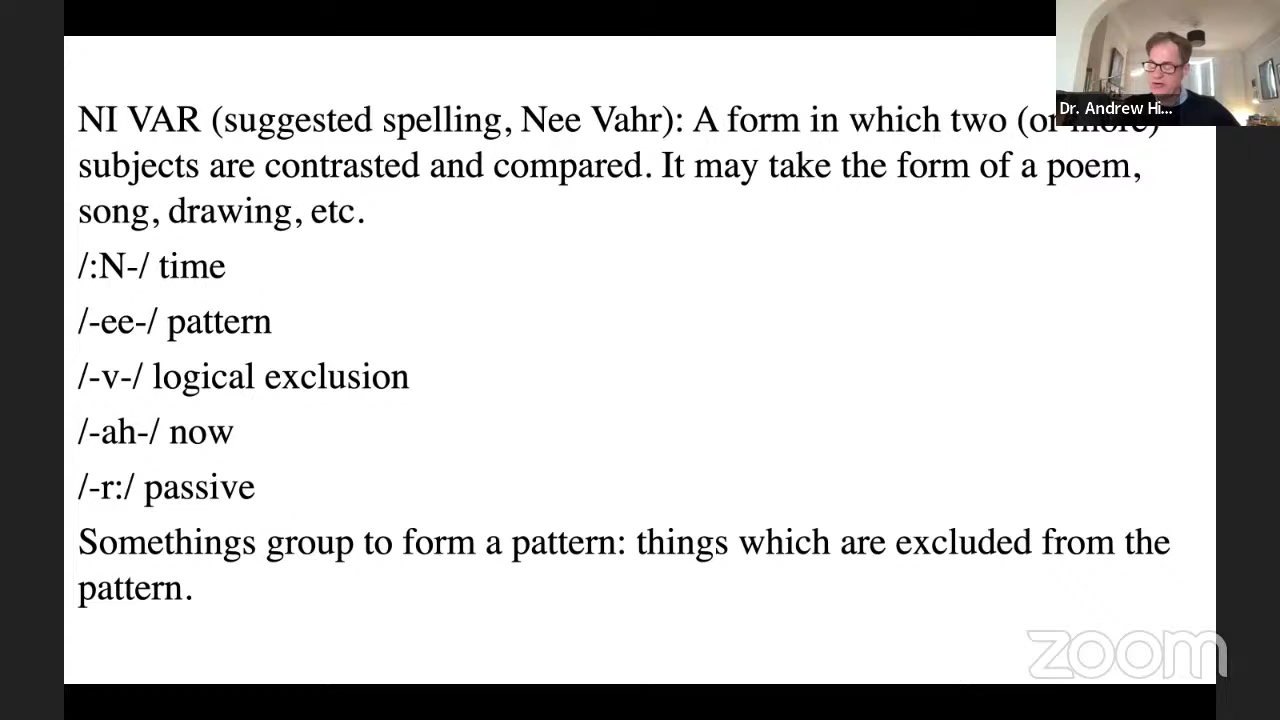 NI VAR (suggested spelling, Nee Vahr): A form in which two (or more)
subjects are contrasted and compared. It may take the form of a poem,
song, drawing, etc.
/:N-/ time
/-ee-/ pattern
/-v-/ logical exclusion
/-ah-/ now
/-r:/ passive
Somethings group to form a pattern: things which are excluded from the
pattern.
Dr. Andrew Hi...
zoom